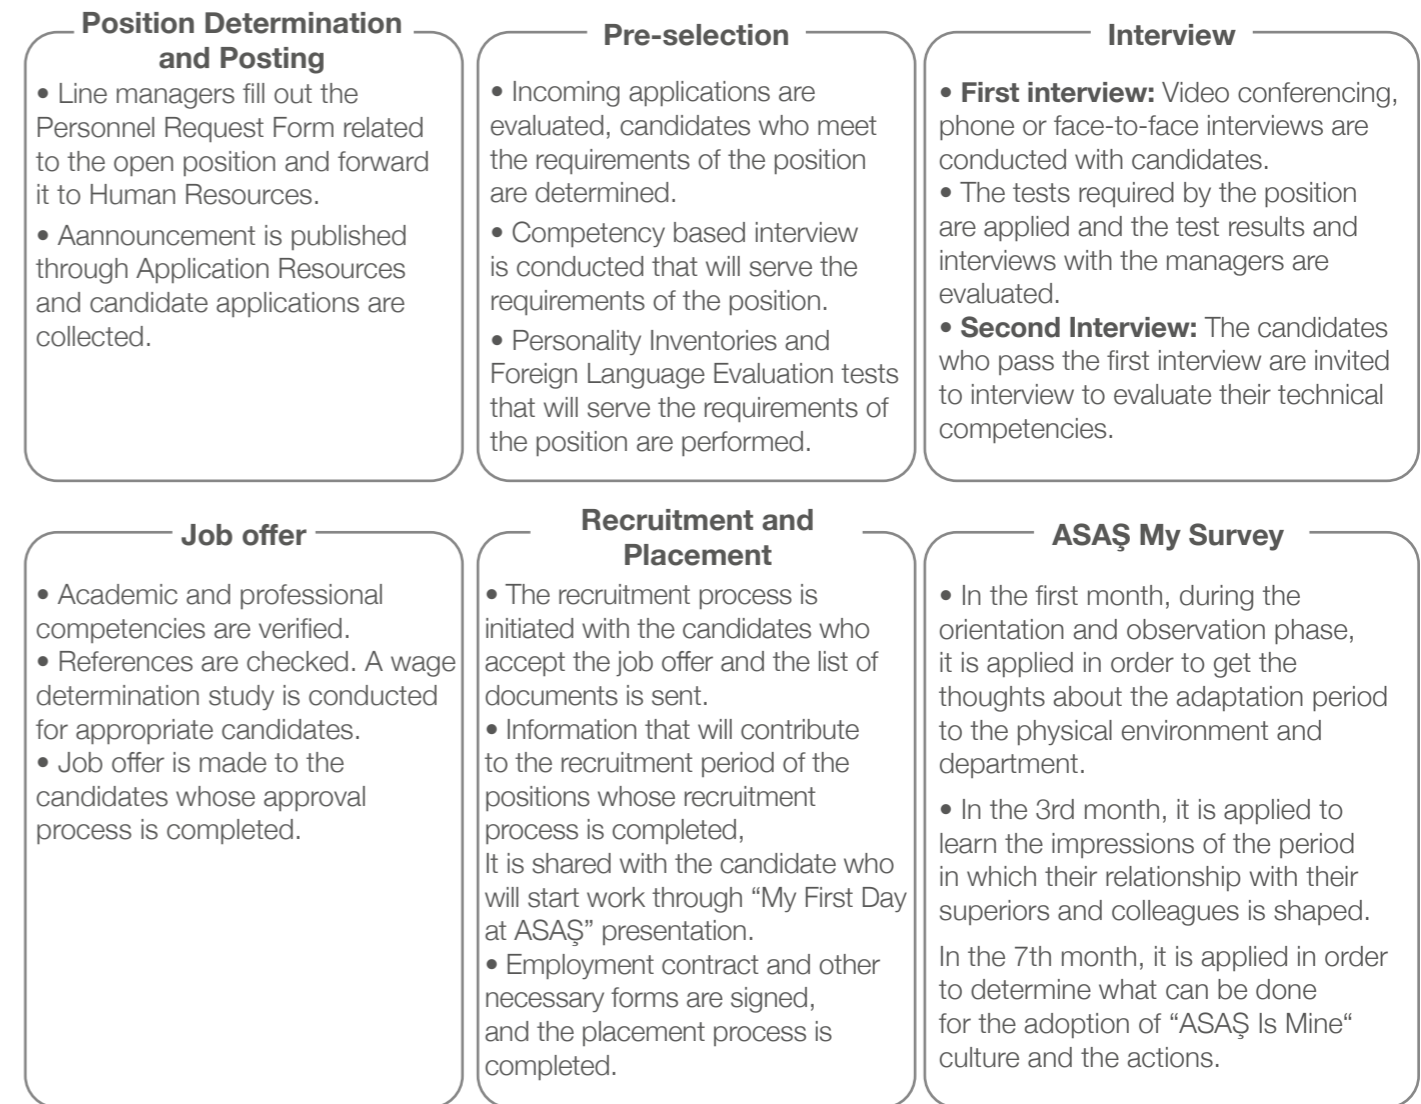 Position Determination
and Posting
• Line managers fill out the
Personnel Request Form related
to the open position and forward
it to Human Resources.
• Aannouncement is published
through Application Resources
and candidate applications are
collected.
Pre-selection
• Incoming applications are
evaluated, candidates who meet
the requirements of the position
are determined.
• Competency based interview
is conducted that will serve the
requirements of the position.
• Personality Inventories and
Foreign Language Evaluation tests
that will serve the requirements of
the position are performed.
Interview
• First interview: Video conferencing,
phone or face-to-face interviews are
conducted with candidates.
• The tests required by the position
are applied and the test results and
interviews with the managers are
evaluated.
• Second Interview: The candidates
who pass the first interview are invited
to interview to evaluate their technical
competencies.
Job offer
• Academic and professional
competencies are verified.
• References are checked. A wage
determination study is conducted
for appropriate candidates.
• Job offer is made to the
candidates whose approval
process is completed.
Recruitment and
Placement
• The recruitment process is
initiated with the candidates who
accept the job offer and the list of
documents is sent.
• Information that will contribute
to the recruitment period of the
positions whose recruitment
process is completed,
It is shared with the candidate who
will start work through “My First Day
at ASAŞ” presentation.
• Employment contract and other
necessary forms are signed,
and the placement process is
completed.
ASAŞ My Survey
• In the first month, during the
orientation and observation phase,
it is applied in order to get the
thoughts about the adaptation period
to the physical environment and
department.
• In the 3rd month, it is applied to
learn the impressions of the period
in which their relationship with their
superiors and colleagues is shaped.
In the 7th month, it is applied in order
to determine what can be done
for the adoption of “ASAŞ Is Mine“
culture and the actions.